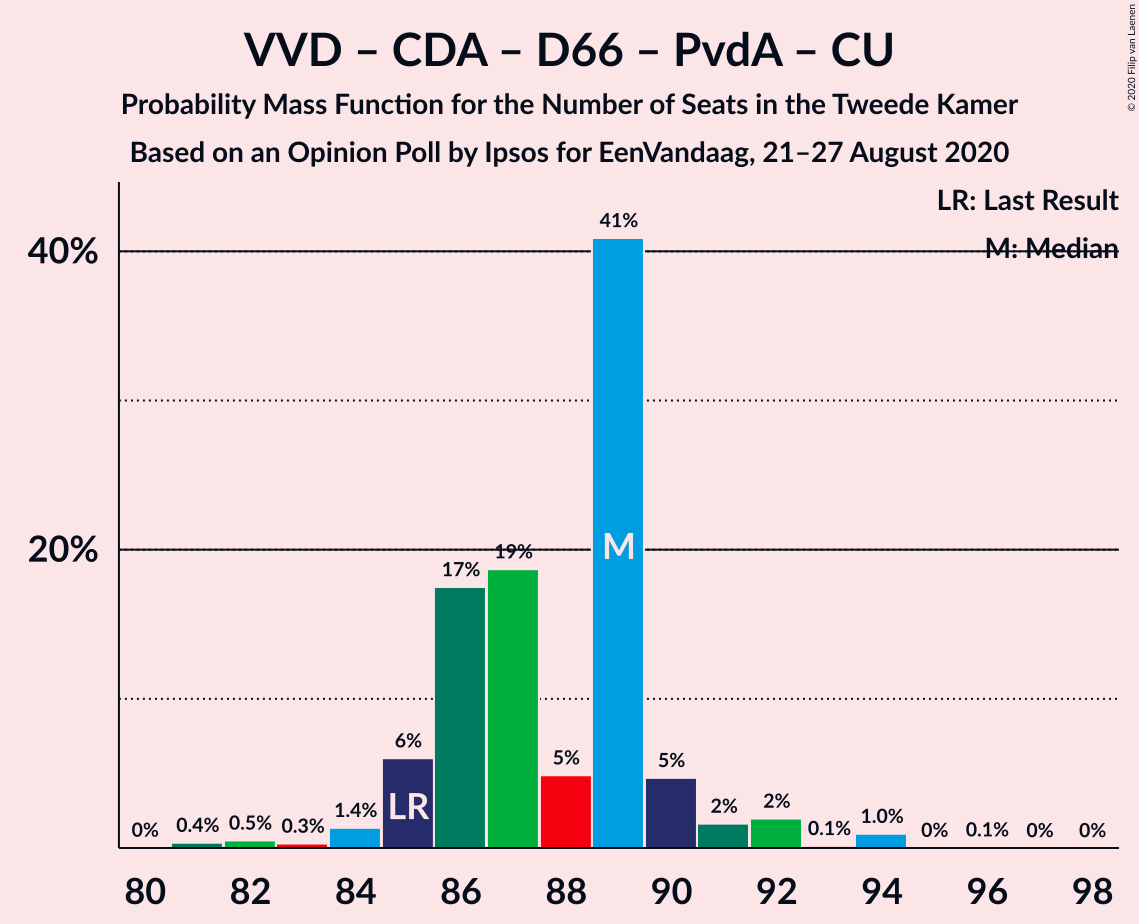 VVD – CDA – D66 – PvdA – CU
Probability Mass Function for the Number of Seats in the Tweede Kamer
Based on an Opinion Poll by Ipsos for EenVandaag, 21–27 August 2020
© 2020 Filip van Laenen
LR: Last Result
M: Median
40%
20%
0%
0.4%
0.5%
0.3%
1.4%
6%
17%
19%
5%
41%
5%
2%
2%
0.1%
1.0%
0%
0.1%
0%
0%
LR
M
80 82 84 86 88 90 92 94 96 98